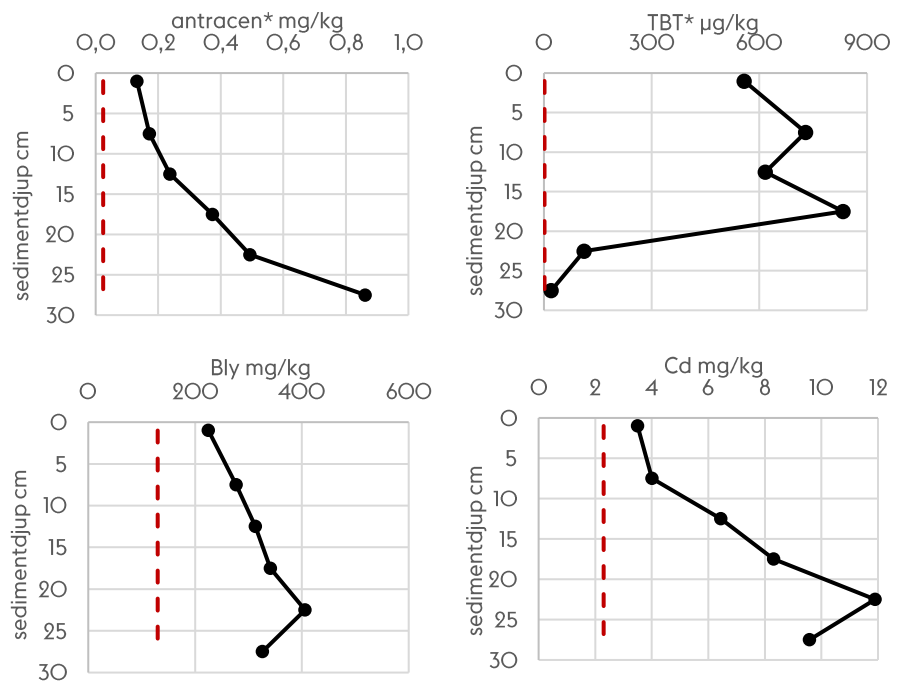 antracen* mg/kg
0,0 0,2 0,4 0,6 0,8 1,0
sedimentdjup cm
0
5
10
15
20
25
30
TBT* µg/kg
0 300 600 900
sedimentdjup cm
0
5
10
15
20
25
30
Bly mg/kg
0 200 400 600
sedimentdjup cm
0
5
10
15
20
25
30
Cd mg/kg
0 2 4 6 8 10 12
sedimentdjup cm
0
5
10
15
20
25
30